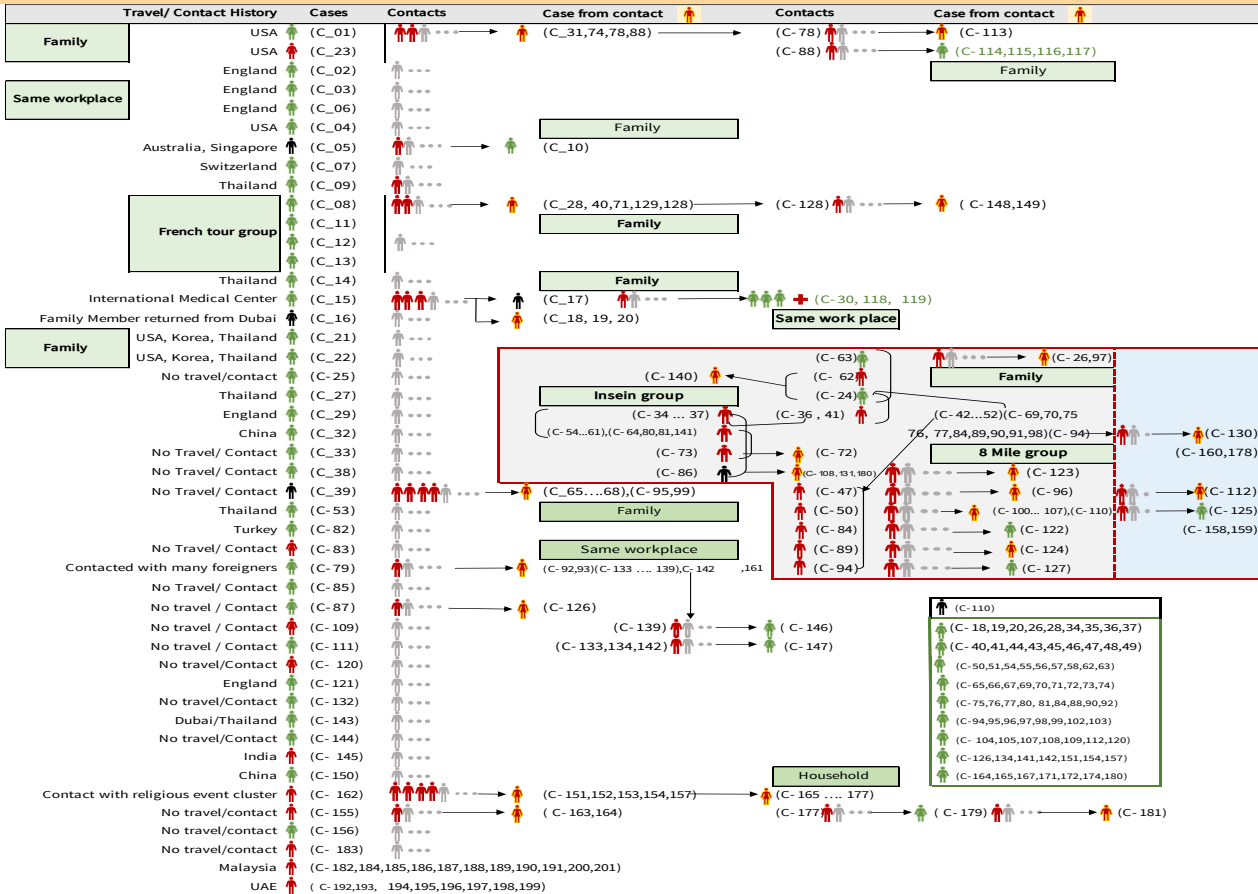 Travel/ Contact History Cases Contacts Case from contact Contacts Case from contact
Family
USA (C_01) (C_31,74,78,88) (C-78) (C-113)
USA (C_23) (C-88) (C-114,115,116,117)
England (C_02) Family
Same workplace
England (C_03)
England (C_06)
USA (C_04) Family
Australia, Singapore (C_05) (C_10)
Switzerland (C_07)
Thailand (C_09)
French tour group
(C_08) (C_28, 40,71,129,128) (C-128) ( C-148,149)
(C_11) Family
(C_12)
(C_13)
Thailand (C_14) Family
International Medical Center (C_15) (C_17) (C-30, 118, 119)
Family Member returned from Dubai (C_16) (C_18, 19, 20) Same work place
Family
USA, Korea, Thailand (C_21)
USA, Korea, Thailand (C_22) (C-63) (C-26,97)
No travel/contact (C-25) (C-140) (C- 62) Family
Thailand (C_27) Insein group (C-24)
England (C_29) (C-34 ... 37) (C-36 , 41) (C-42...52)(C-69,70,75
China (C_32) (C-54...61),(C-64,80,81,141) 76, 77,84,89,90,91,98)(C-94) (C-130)
No Travel/ Contact (C_33) (C-73) (C-72) 8 Mile group (C-160,178)
No Travel/ Contact (C_38) (C-86) (C-108,131,180) (C-123)
No Travel/ Contact (C_39) (C_65....68),(C-95,99) (C-47) (C-96) (C-112)
Thailand (C-53) Family (C-50) (C-100... 107),(C-110) (C-125)
Turkey (C-82) (C-84) (C-122) (C-158,159)
No Travel/ Contact (C-83) Same workplace (C-89) (C-124)
Contacted with many foreigners (C-79) (C-92,93)(C-133 .... 139),C-142 ,161 (C-94) (C-127)
No Travel/ Contact (C-85)
No travel / Contact (C-87) (C-126) (C-110)
No travel / Contact (C-109) (C-139) (C-146) (C-18,19,20,26,28,34,35,36,37)
No travel / Contact (C-111) (C-133,134,142) (C-147) (C-40,41,44,43,45,46,47,48,49)
No travel/Contact (C- 120) (C-50,51,54,55,56,57,58,62,63)
England (C-121) (C-65,66,67,69,70,71,72,73,74)
No travel/Contact (C-132) (C-75,76,77,80, 81,84,88,90,92)
Dubai/Thailand (C-143) (C-94,95,96,97,98,99,102,103)
No travel/Contact (C-144) (C- 104,105,107,108,109,112,120)
India (C- 145) (C-126,134,141,142,151,154,157)
China (C- 150) Household (C-164,165,167,171,172,174,180)
Contact with religious event cluster (C- 162) (C-151,152,153,154,157) (C-165 .... 177)
No travel/contact (C-155) ( C-163,164) (C-177) ( C-179) (C-181)
No travel/contact (C-156)
No travel/contact (C- 183)
Malaysia (C-182,184,185,186,187,188,189,190,191,200,201)
UAE ( C-192,193, 194,195,196,197,198,199)